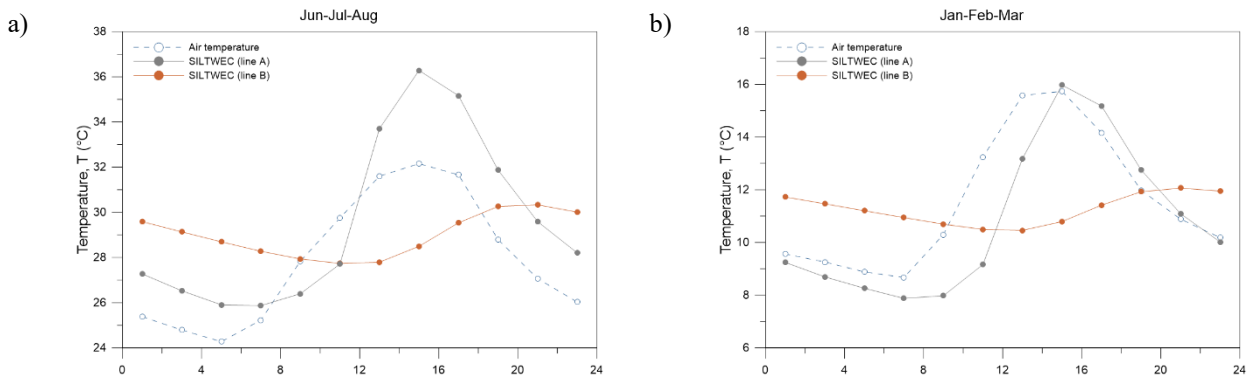 a)
Jun-Jul-Aug
38
36
34
32
30
28
26
24
Temperature, T (°C)
Air temperature
SILTWEC (line A)
SILTWEC (line B)
0 4 8 12 16 20 24
b)
Jan-Feb-Mar
18
16
14
12
10
8
6
Temperature, T (°C)
Air temperature
SILTWEC (line A)
SILTWEC (line B)
0 4 8 12 16 20 24